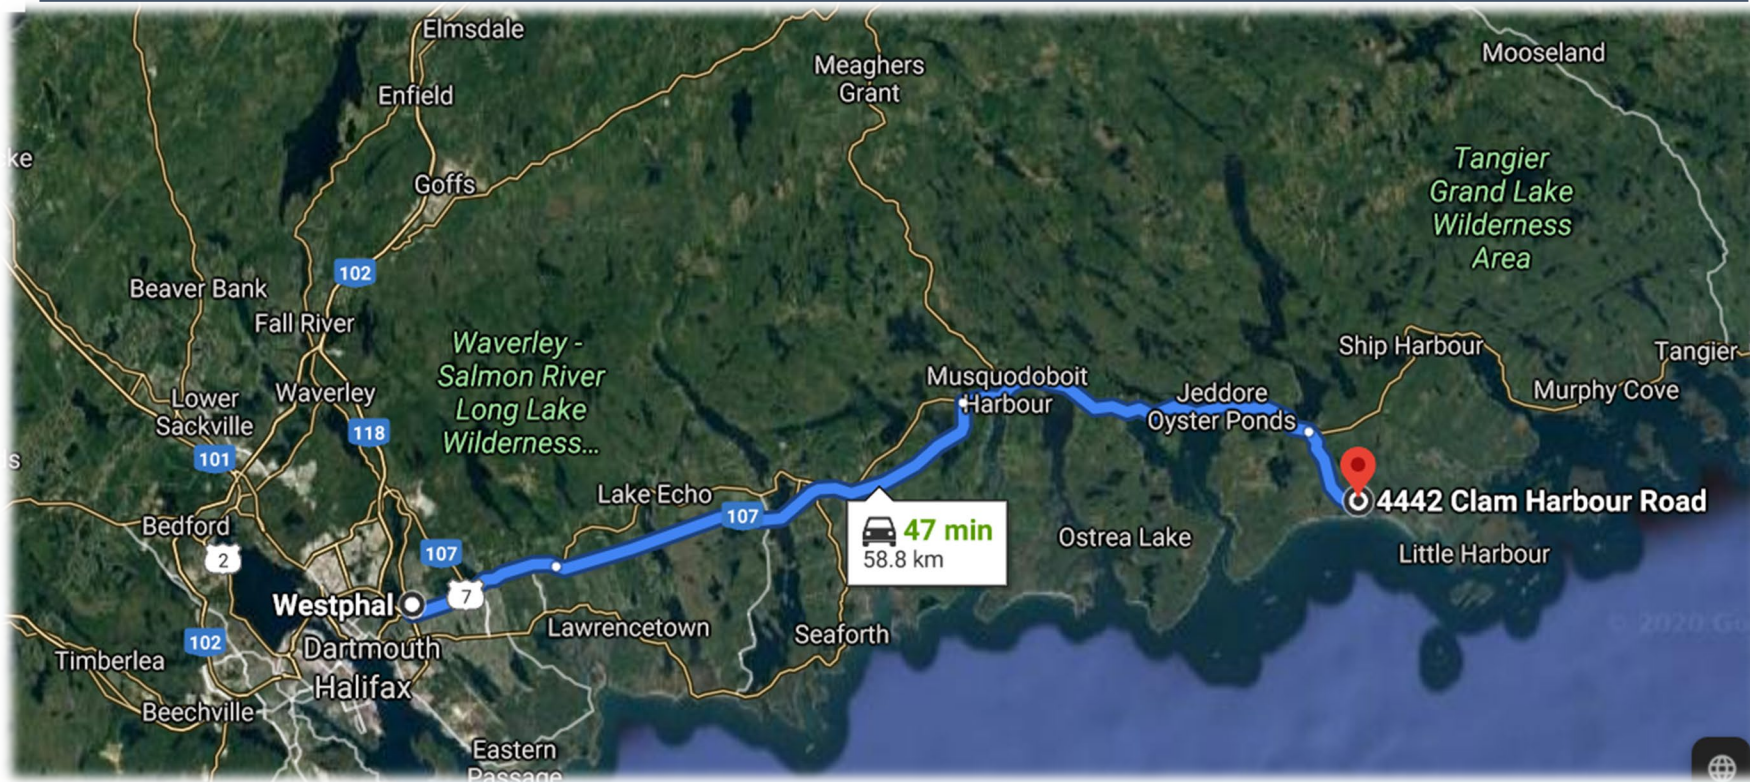 Elmsdale
Mooseland
Meaghers
Grant
Enfield
ke
Tangier
Grand Lake
Wilderness
Area
Goffs
102
Beaver Bank
Fall River
Waverley -
Salmon River
Long Lake
Wilderness...
Ship Harbour
Tangier
Musquodoboit
Harbour
Jeddore
Oyster Ponds
Murphy Cove
Waverley
Lower
Sackville
118
101
s
Lake Echo
107
4442 Clam Harbour Road
47 min
58.8 km
Bedford
Ostrea Lake
Little Harbour
107
2
7
Westphal
© 2020 Go
Lawrencetown
Seaforth
102
Dartmouth
Timberlea
Halifax
Beechville
Eastern
Passage